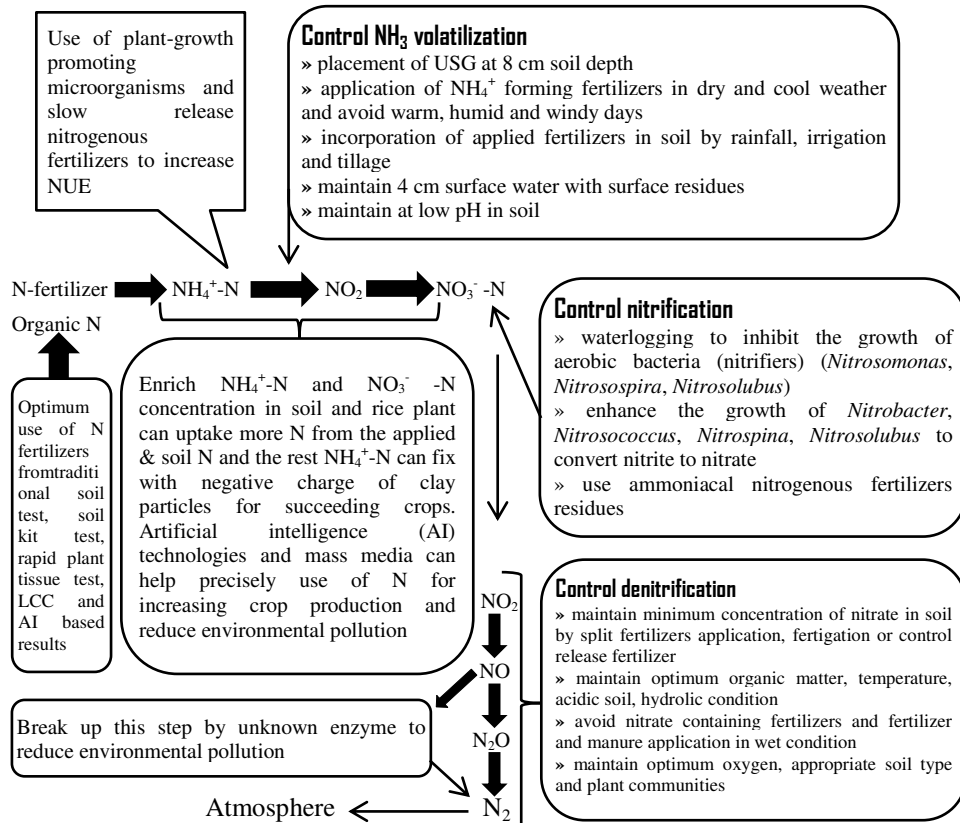 Use of plant-growth
promoting
microorganisms and
slow release
nitrogenous
fertilizers to increase
NUE
Control NH₃ volatilization
» placement of USG at 8 cm soil depth
» application of NH₄⁺ forming fertilizers in dry and cool weather
and avoid warm, humid and windy days
» incorporation of applied fertilizers in soil by rainfall, irrigation
and tillage
» maintain 4 cm surface water with surface residues
» maintain at low pH in soil
N-fertilizer NH₄⁺-N NO₂ NO₃⁻ -N
Organic N
Optimum
use of N
fertilizers
fromtraditi
onal soil
test, soil
kit test,
rapid plant
tissue test,
LCC and
AI based
results
Enrich NH₄⁺-N and NO₃⁻ -N
concentration in soil and rice plant
can uptake more N from the applied
& soil N and the rest NH₄⁺-N can fix
with negative charge of clay
particles for succeeding crops.
Artificial intelligence (AI)
technologies and mass media can
help precisely use of N for
increasing crop production and
reduce environmental pollution
Control nitrification
» waterlogging to inhibit the growth of
aerobic bacteria (nitrifiers) (Nitrosomonas,
Nitrosospira, Nitrosolubus)
» enhance the growth of Nitrobacter,
Nitrosococcus, Nitrospina, Nitrosolubus to
convert nitrite to nitrate
» use ammoniacal nitrogenous fertilizers
residues
NO₂
NO
N₂O
N₂
Control denitrification
» maintain minimum concentration of nitrate in soil
by split fertilizers application, fertigation or control
release fertilizer
» maintain optimum organic matter, temperature,
acidic soil, hydrolic condition
» avoid nitrate containing fertilizers and fertilizer
and manure application in wet condition
» maintain optimum oxygen, appropriate soil type
and plant communities
Break up this step by unknown enzyme to
reduce environmental pollution
Atmosphere